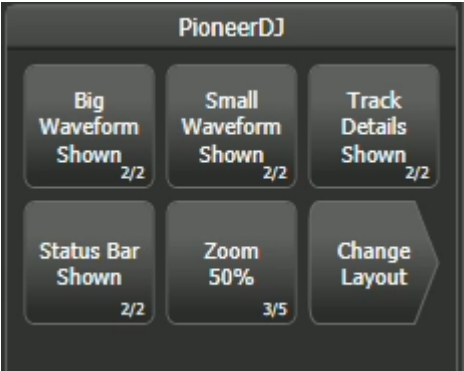 PioneerDJ
Big
Waveform
Shown
2/2
Small
Waveform
Shown
2/2
Track
Details
Shown
2/2
Status Bar
Shown
2/2
Zoom
50%
3/5
Change
Layout